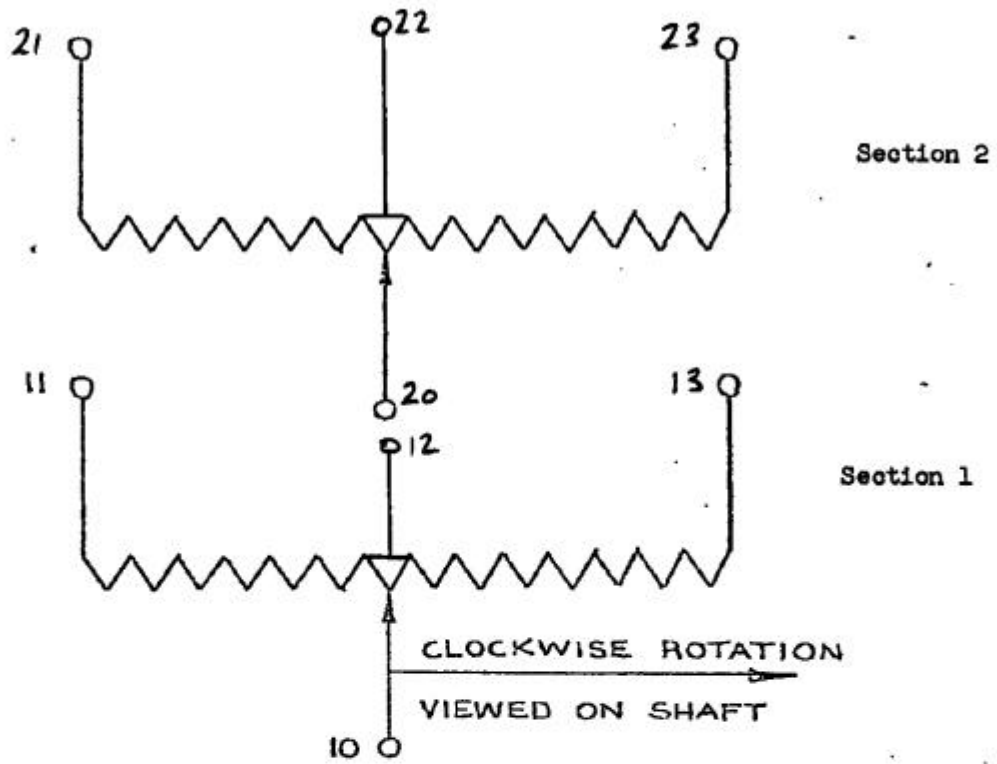 21 22 23
Section 2
11 20 13
12
Section 1
CLOCKWISE ROTATION
VIEWED ON SHAFT
10